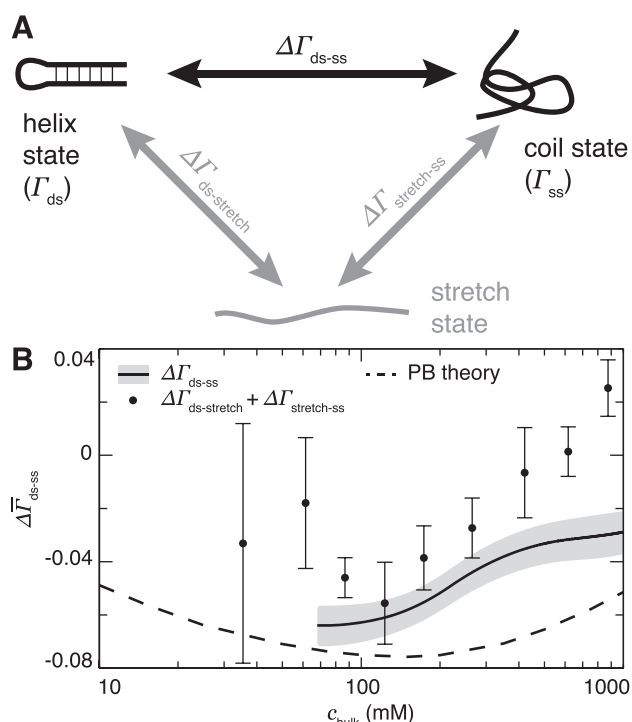 A
ΔΓds-ss
helix
state
(Γds)
coil state
(Γss)
ΔΓds-stretch
ΔΓstretch-ss
stretch
state
B
0.04
0
-0.04
-0.08
ΔΓ̿ds-ss
ΔΓds-ss
PB theory
ΔΓds-stretch + ΔΓstretch-ss
10
100
1000
cbulk (mM)